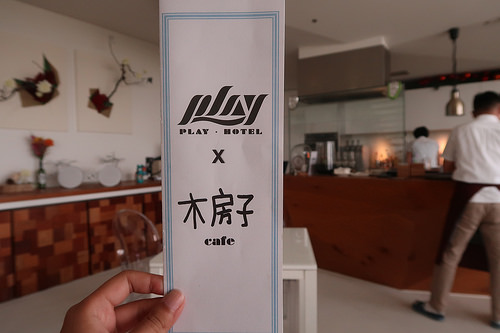 play
PLAY · HOTEL
X
木房子
cafe